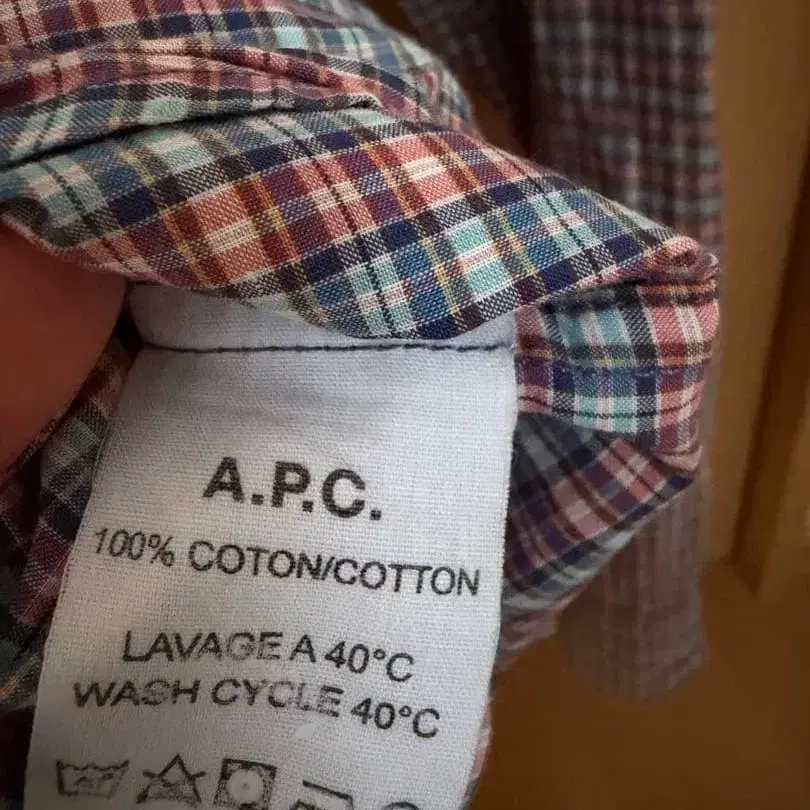 A.P.C.
100% COTON/COTTON
LAVAGE A 40°C
WASH CYCLE 40°C